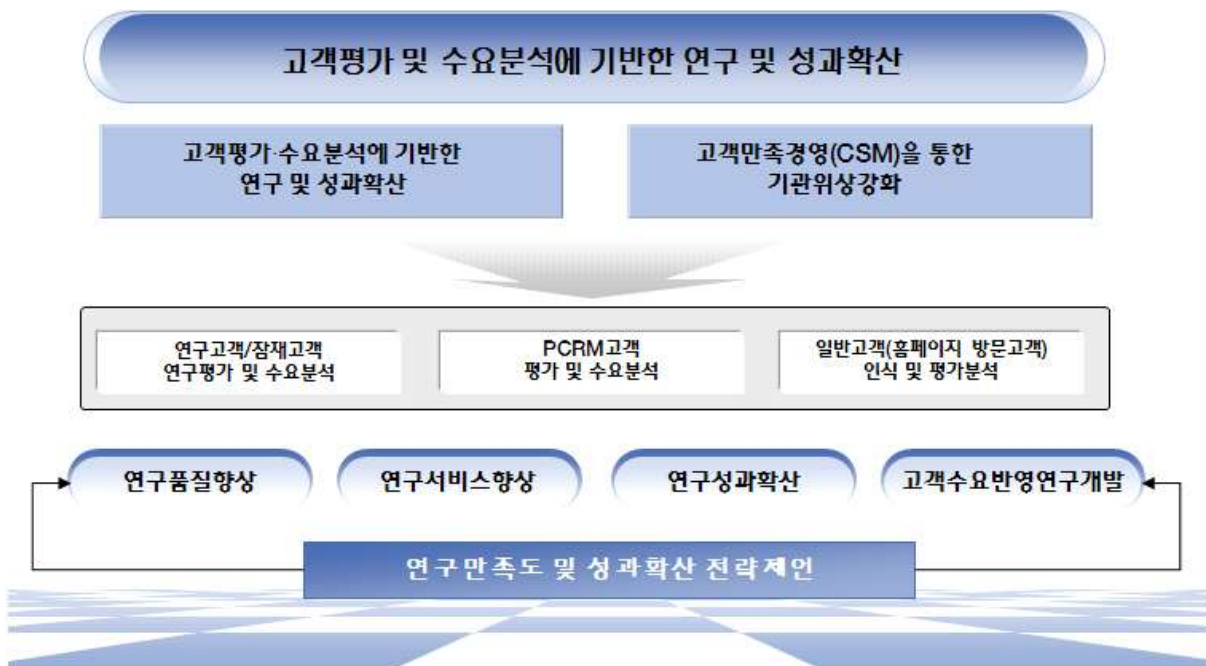 고객평가 및 수요분석에 기반한 연구 및 성과확산
고객평가·수요분석에 기반한
연구 및 성과확산
고객만족경영(CSM)을 통한
기관위상강화
연구고객/잠재고객
연구평가 및 수요분석
PCRM고객
평가 및 수요분석
일반고객(홈페이지 방문고객)
인식 및 평가분석
연구품질향상
연구서비스향상
연구성과확산
고객수요반영연구개발
연구만족도 및 성과확산 전략제언